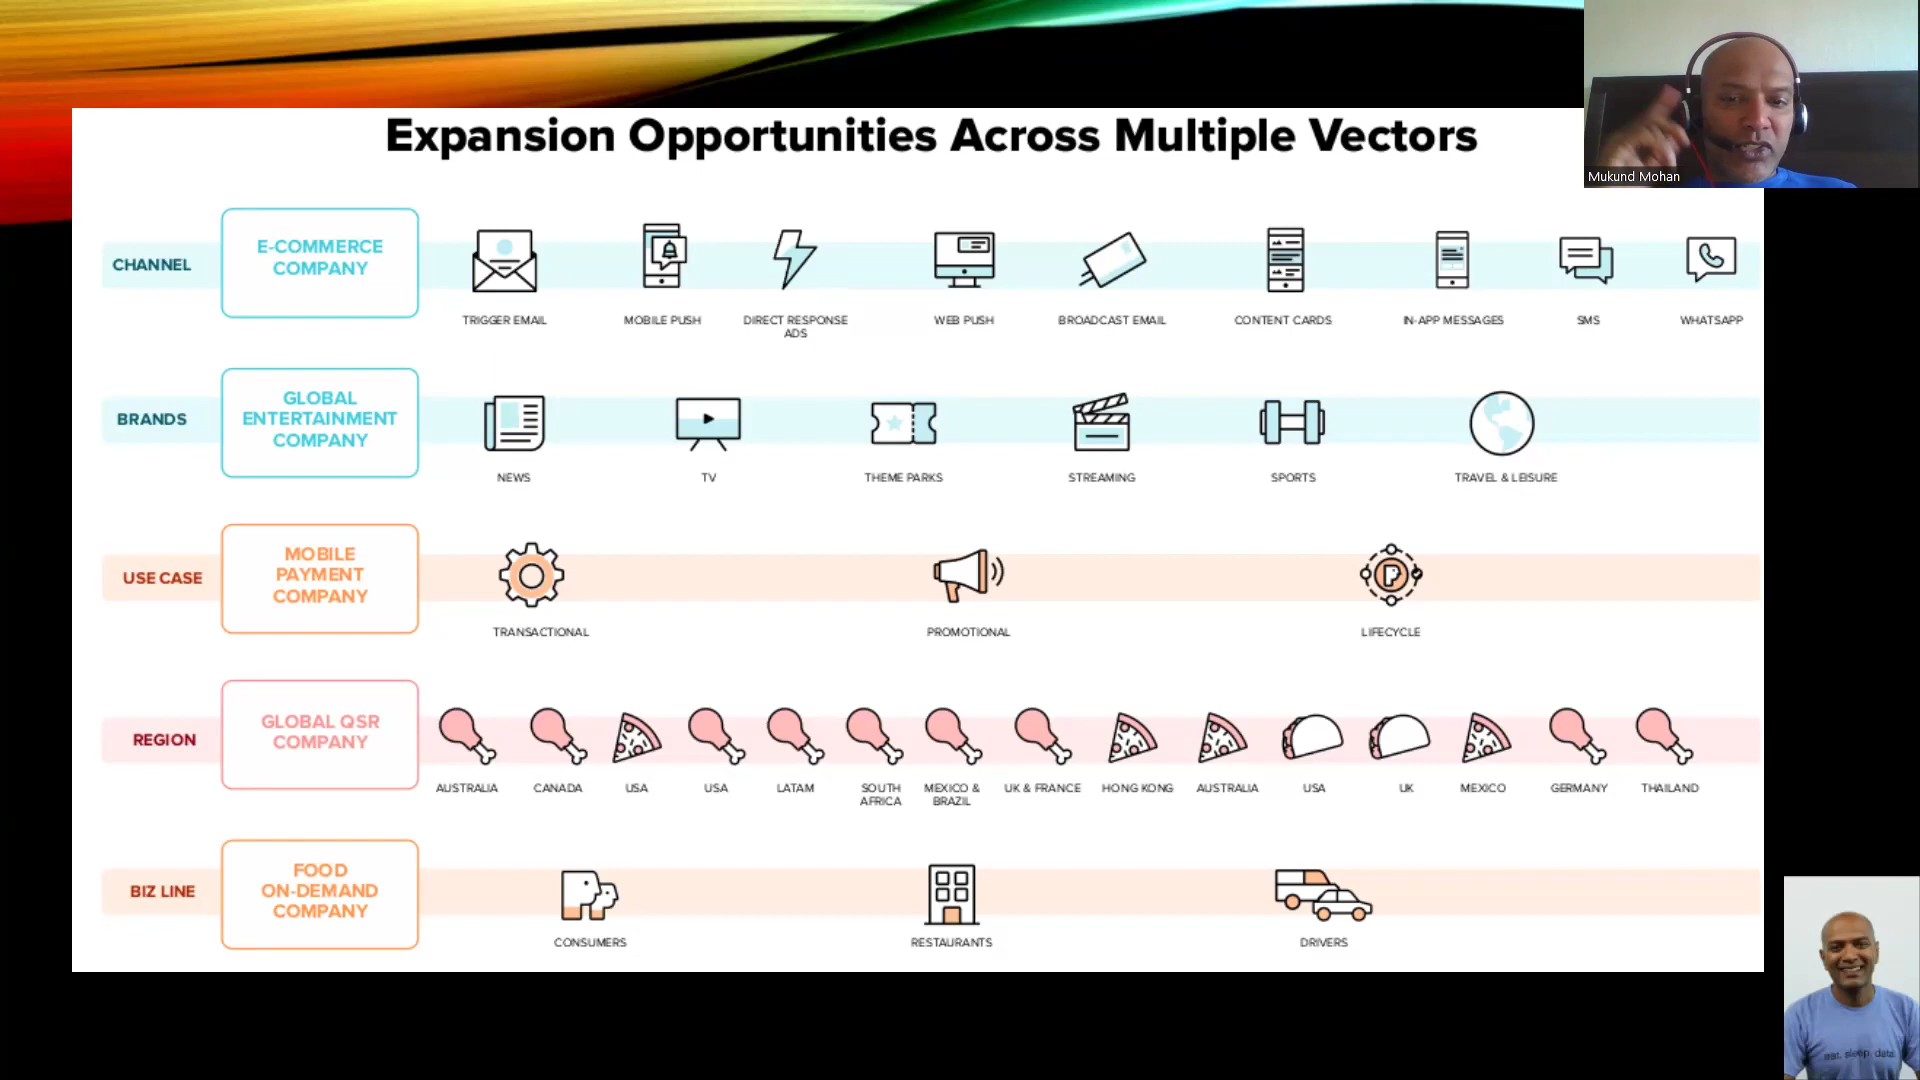 Expansion Opportunities Across Multiple Vectors
Mukund Mohan
CHANNEL
E-COMMERCE
COMPANY
TRIGGER EMAIL
MOBILE PUSH
DIRECT RESPONSE
ADS
WEB PUSH
BROADCAST EMAIL
CONTENT CARDS
IN-APP MESSAGES
SMS
WHATSAPP
BRANDS
GLOBAL
ENTERTAINMENT
COMPANY
NEWS
TV
THEME PARKS
STREAMING
SPORTS
TRAVEL & LEISURE
USE CASE
MOBILE
PAYMENT
COMPANY
TRANSACTIONAL
PROMOTIONAL
LIFECYCLE
REGION
GLOBAL QSR
COMPANY
AUSTRALIA
CANADA
USA
USA
LATAM
SOUTH
AFRICA
MEXICO &
BRAZIL
UK & FRANCE
HONG KONG
AUSTRALIA
USA
UK
MEXICO
GERMANY
THAILAND
BIZ LINE
FOOD
ON-DEMAND
COMPANY
CONSUMERS
RESTAURANTS
DRIVERS
eat. sleep. data.